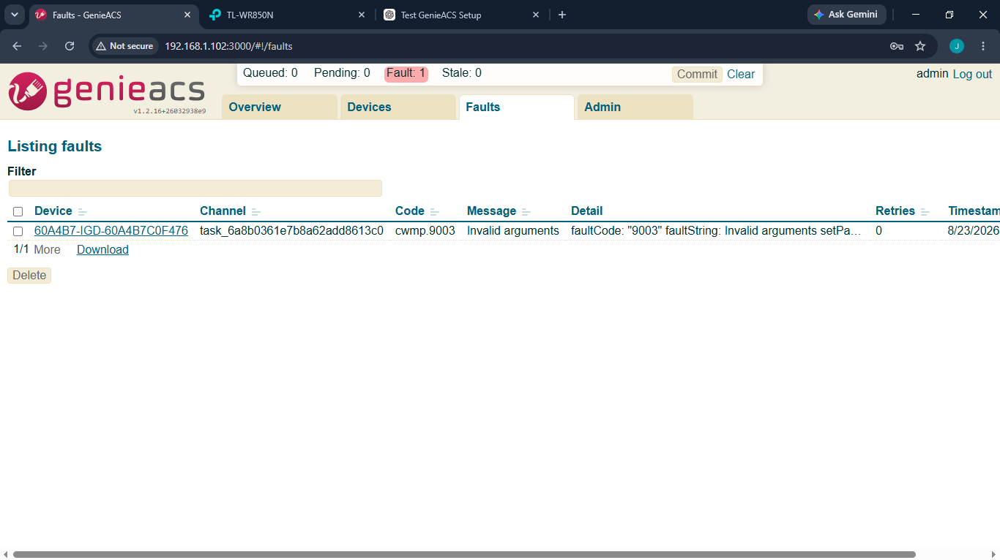 Faults - GenieACS
TL-WR850N
Test GenieACS Setup
Ask Gemini
Not secure
192.168.1.102:3000/#!/faults
J
genieacs
v1.2.16+26032938e9
Queued: 0 Pending: 0 Fault: 1 Stale: 0 Commit Clear
admin Log out
Overview Devices Faults Admin
Listing faults
Filter
Device Channel Code Message Detail Retries Timestam
60A4B7-IGD-60A4B7C0F476 task_6a8b0361e7b8a62add8613c0 cwmp.9003 Invalid arguments faultCode: "9003" faultString: Invalid arguments setPa… 0 8/23/2026
1/1 More Download
Delete